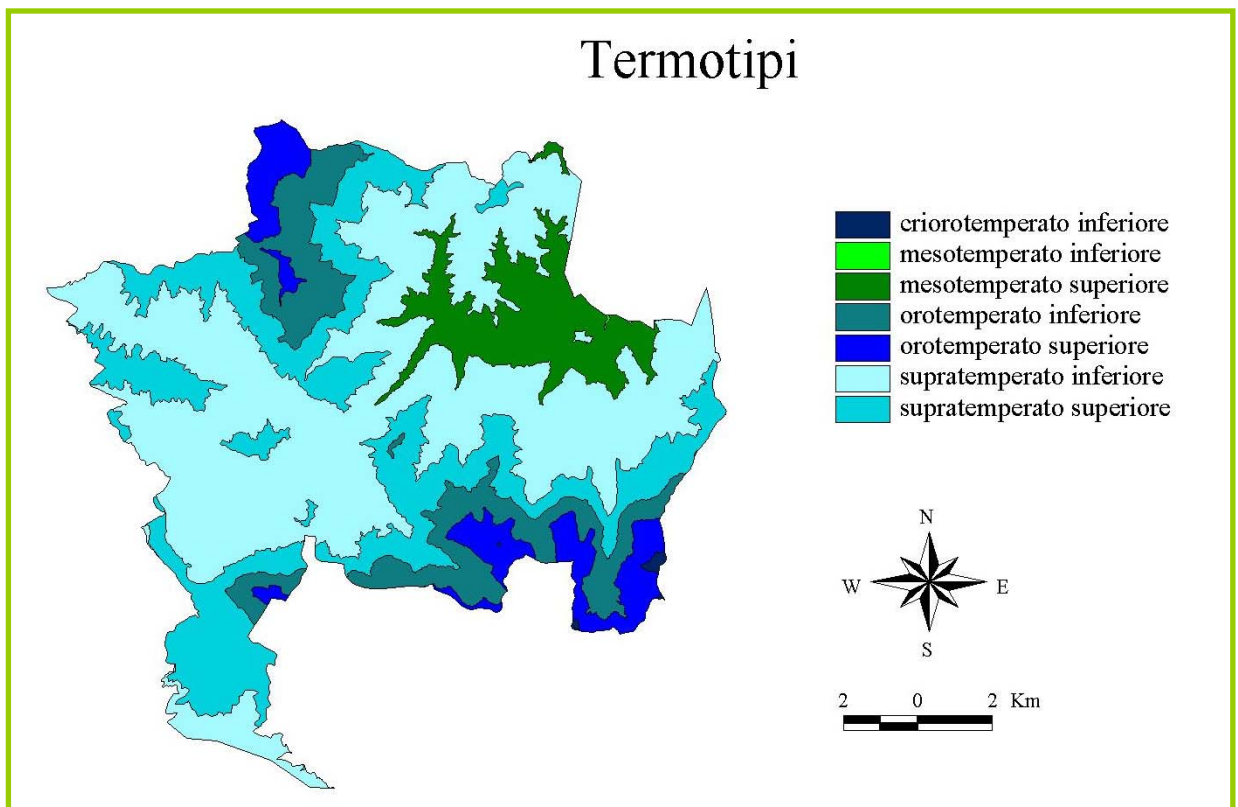 Termotipi
criorotemperato inferiore
mesotemperato inferiore
mesotemperato superiore
orotemperato inferiore
orotemperato superiore
supratemperato inferiore
supratemperato superiore
N
W E
S
2 0 2 Km